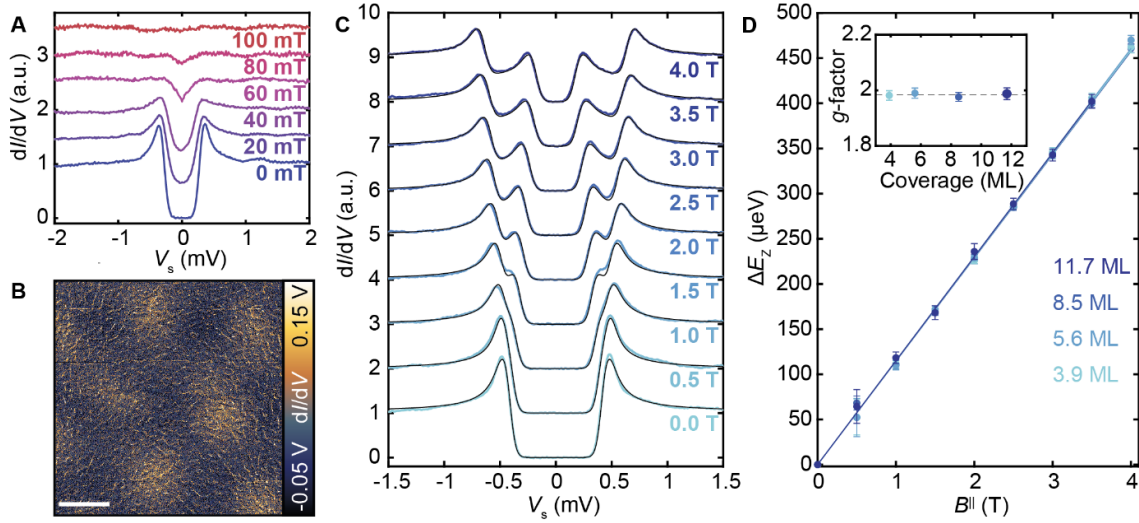 A
dI/dV (a.u.)
3
2
1
0
100 mT
80 mT
60 mT
40 mT
20 mT
0 mT
-2 -1 0 1 2
Vs (mV)
B
0.15 V
dI/dV
-0.05 V
C
dI/dV (a.u.)
9
8
7
6
5
4
3
2
1
0
4.0 T
3.5 T
3.0 T
2.5 T
2.0 T
1.5 T
1.0 T
0.5 T
0.0 T
-1.5 -1 -0.5 0 0.5 1 1.5
Vs (mV)
D
ΔEZ (µeV)
500
450
400
350
300
250
200
150
100
50
0
g-factor
2.2
2
1.8
4 6 8 10 12
Coverage (ML)
11.7 ML
8.5 ML
5.6 ML
3.9 ML
0 1 2 3 4
B|| (T)